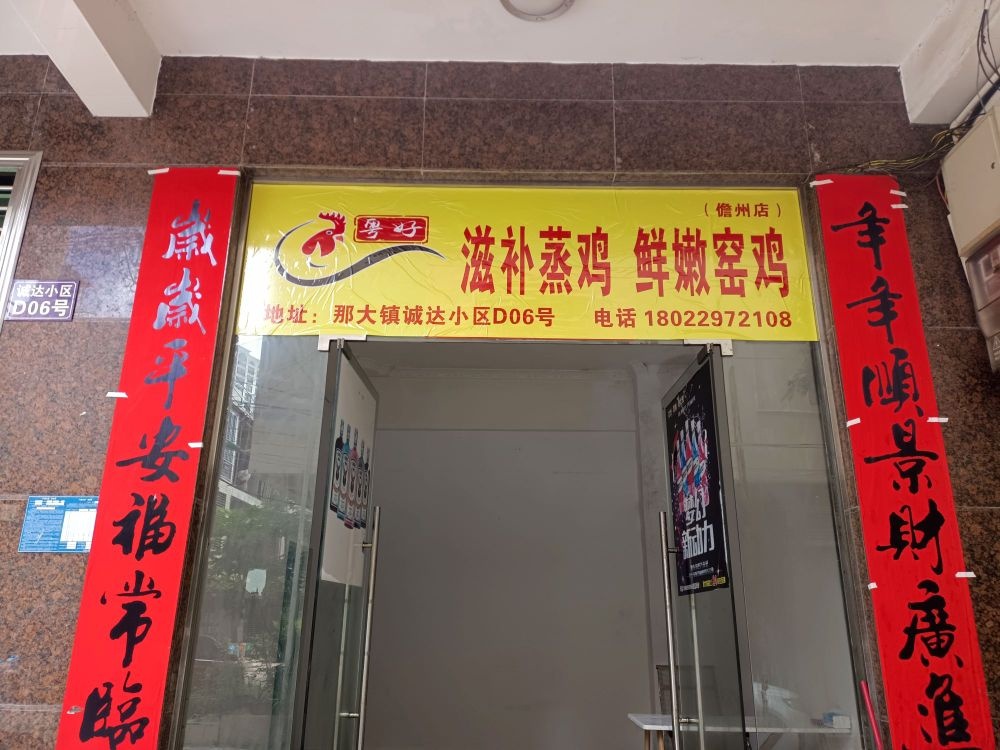 （儋州店）
粤好
滋补蒸鸡 鲜嫩窑鸡
地址：那大镇诚达小区D06号 电话 18022972108
诚达小区
D06号
歲歲平安福常臨
年年順景財廣進
新动力